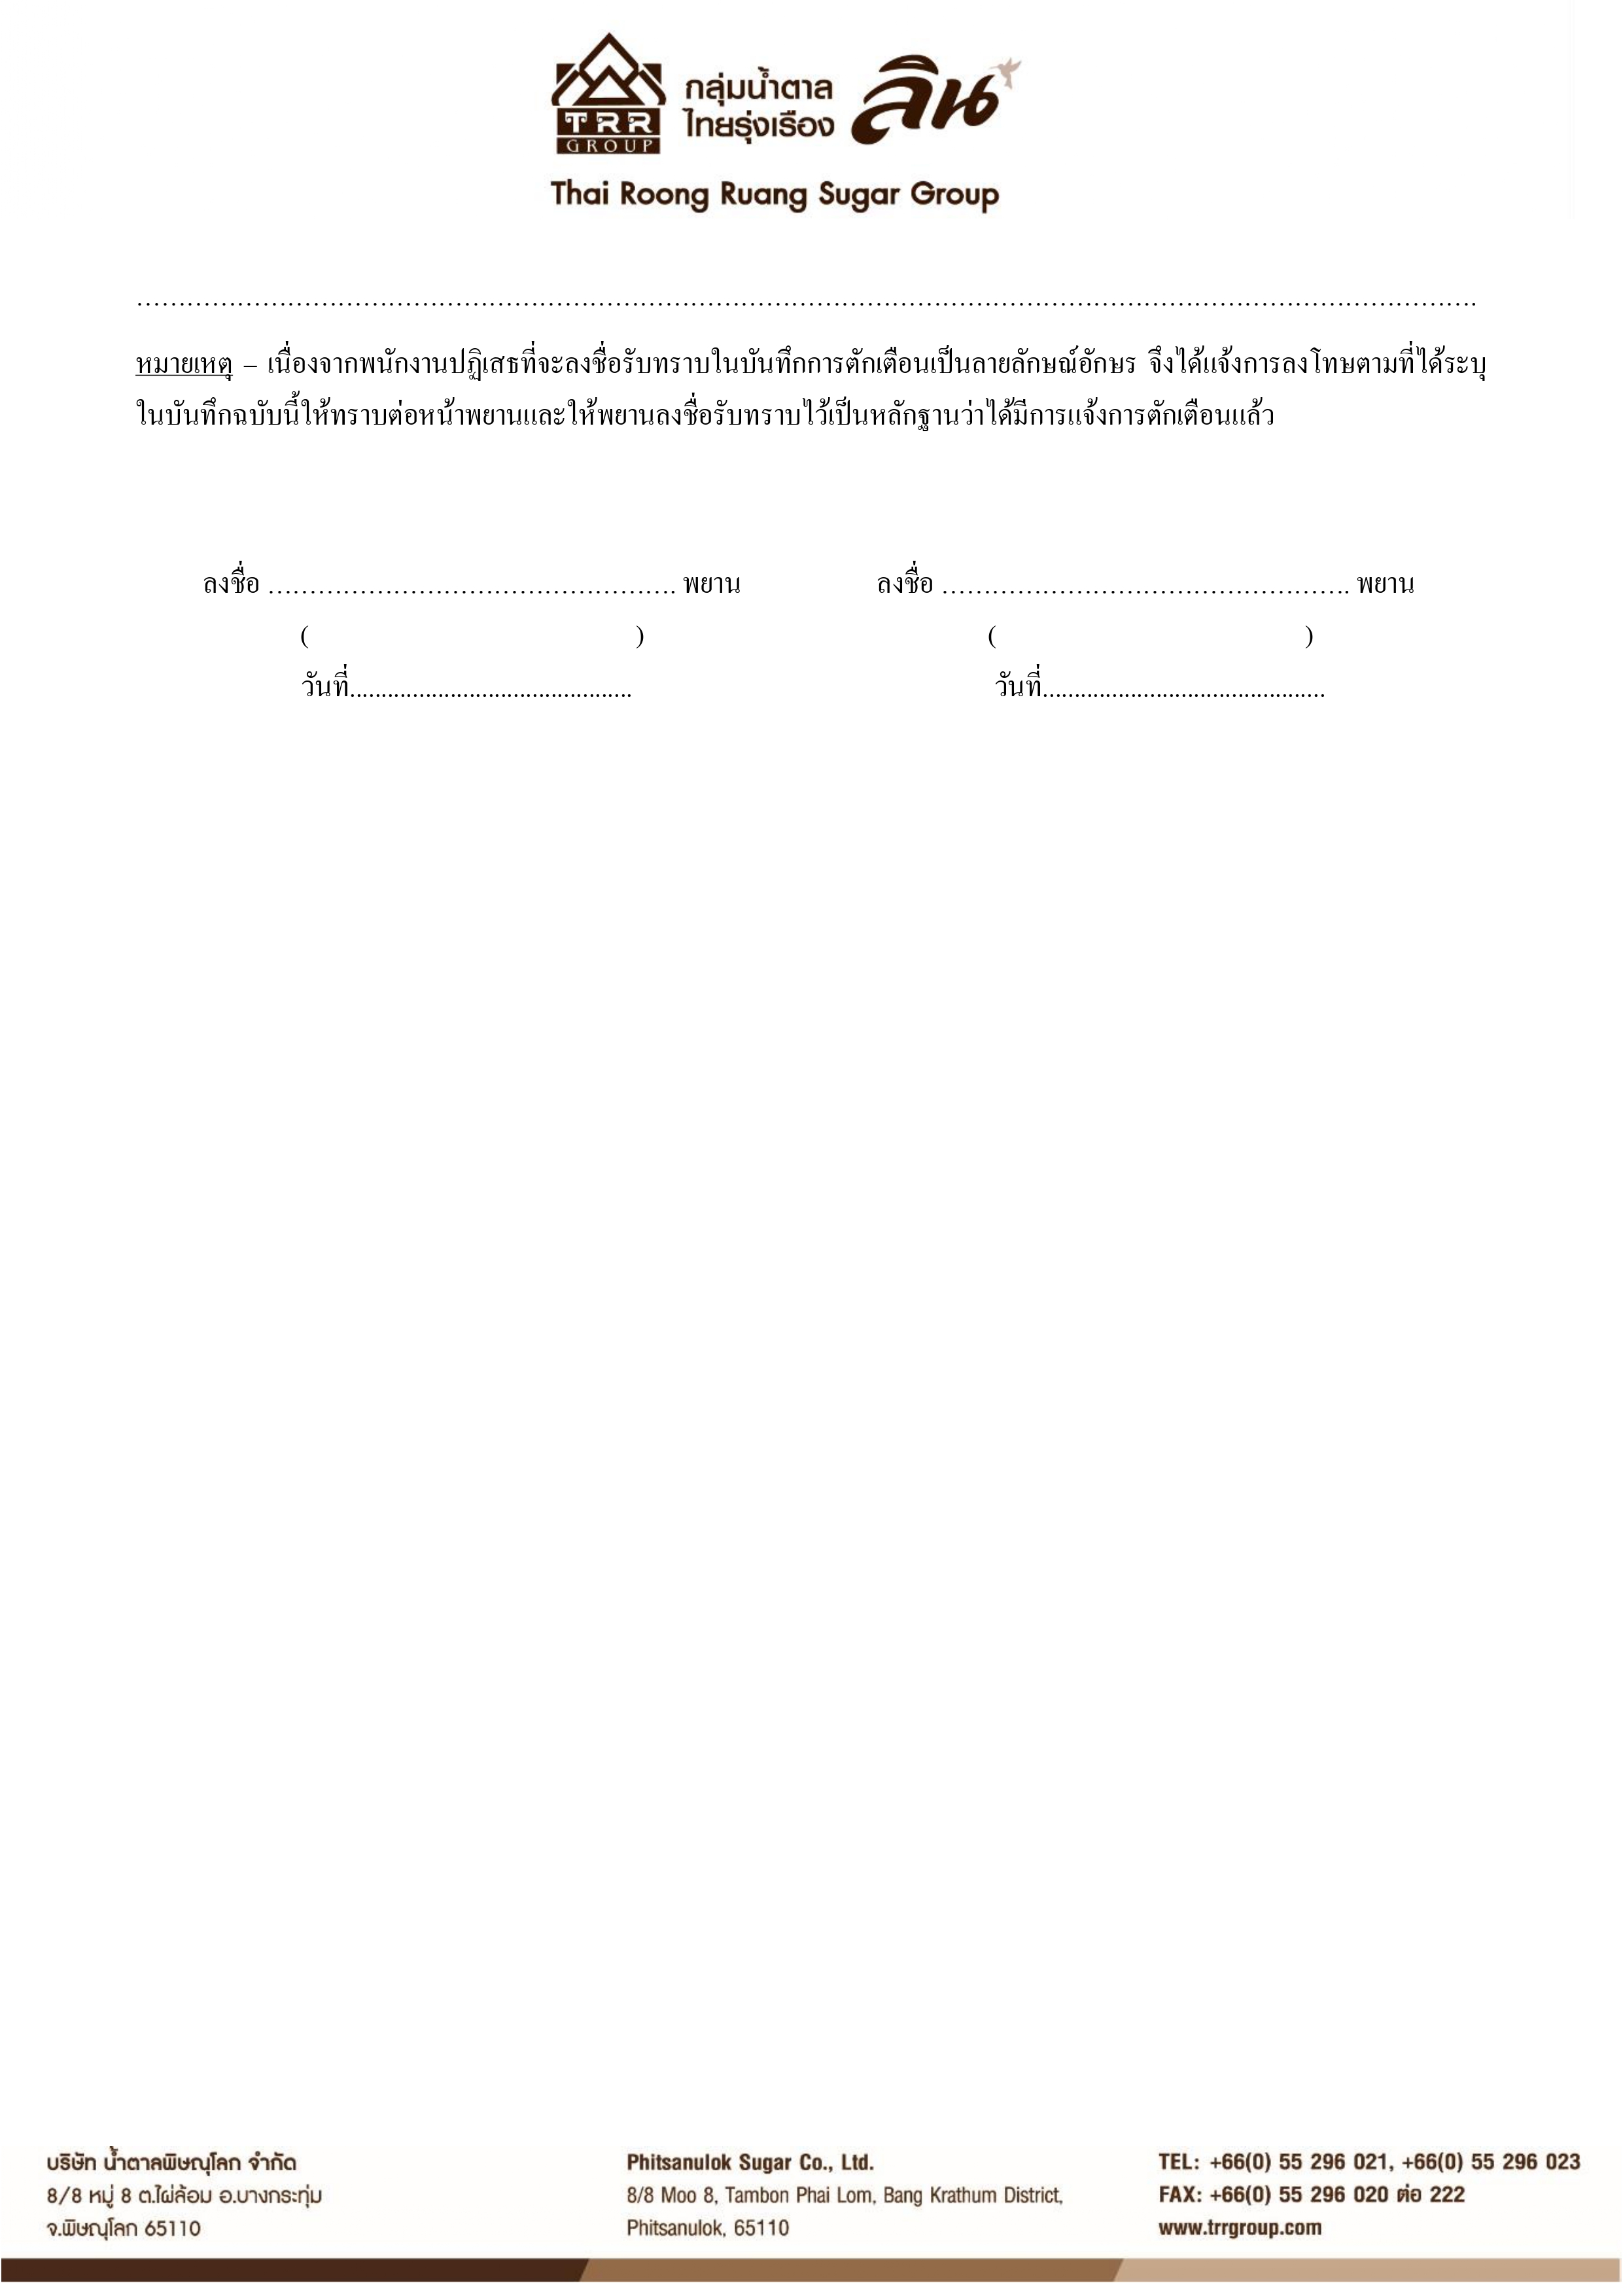 TRR
GROUP
กลุ่มน้ำตาล
ไทยรุ่งเรือง
ลิน
Thai Roong Ruang Sugar Group
……………………………………………………………………………………………………………………………………………
หมายเหตุ – เนื่องจากพนักงานปฏิเสธที่จะลงชื่อรับทราบในบันทึกการตักเตือนเป็นลายลักษณ์อักษร จึงได้แจ้งการลงโทษตามที่ได้ระบุ
ในบันทึกฉบับนี้ให้ทราบต่อหน้าพยานและให้พยานลงชื่อรับทราบไว้เป็นหลักฐานว่าได้มีการแจ้งการตักเตือนแล้ว
ลงชื่อ …………………………………………. พยาน ลงชื่อ …………………………………………. พยาน
( ) ( )
วันที่............................................. วันที่.............................................
บริษัท น้ำตาลพิษณุโลก จำกัด
8/8 หมู่ 8 ต.ไผ่ล้อม อ.บางกระทุ่ม
จ.พิษณุโลก 65110
Phitsanulok Sugar Co., Ltd.
8/8 Moo 8, Tambon Phai Lom, Bang Krathum District,
Phitsanulok, 65110
TEL: +66(0) 55 296 021, +66(0) 55 296 023
FAX: +66(0) 55 296 020 ต่อ 222
www.trrgroup.com